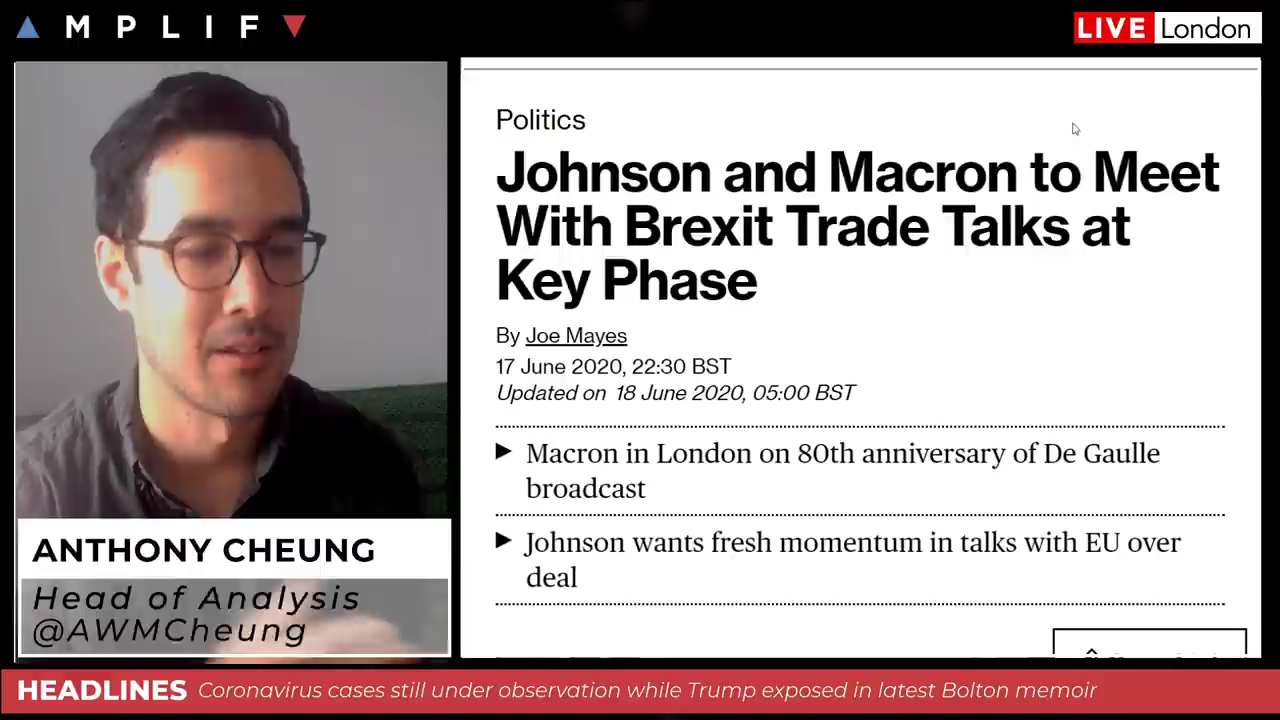 ▲ M P L I F ▼
LIVE London
Politics
Johnson and Macron to Meet
With Brexit Trade Talks at
Key Phase
By Joe Mayes
17 June 2020, 22:30 BST
Updated on 18 June 2020, 05:00 BST
Macron in London on 80th anniversary of De Gaulle
broadcast
Johnson wants fresh momentum in talks with EU over
deal
ANTHONY CHEUNG
Head of Analysis
@AWMCheung
HEADLINES Coronavirus cases still under observation while Trump exposed in latest Bolton memoir